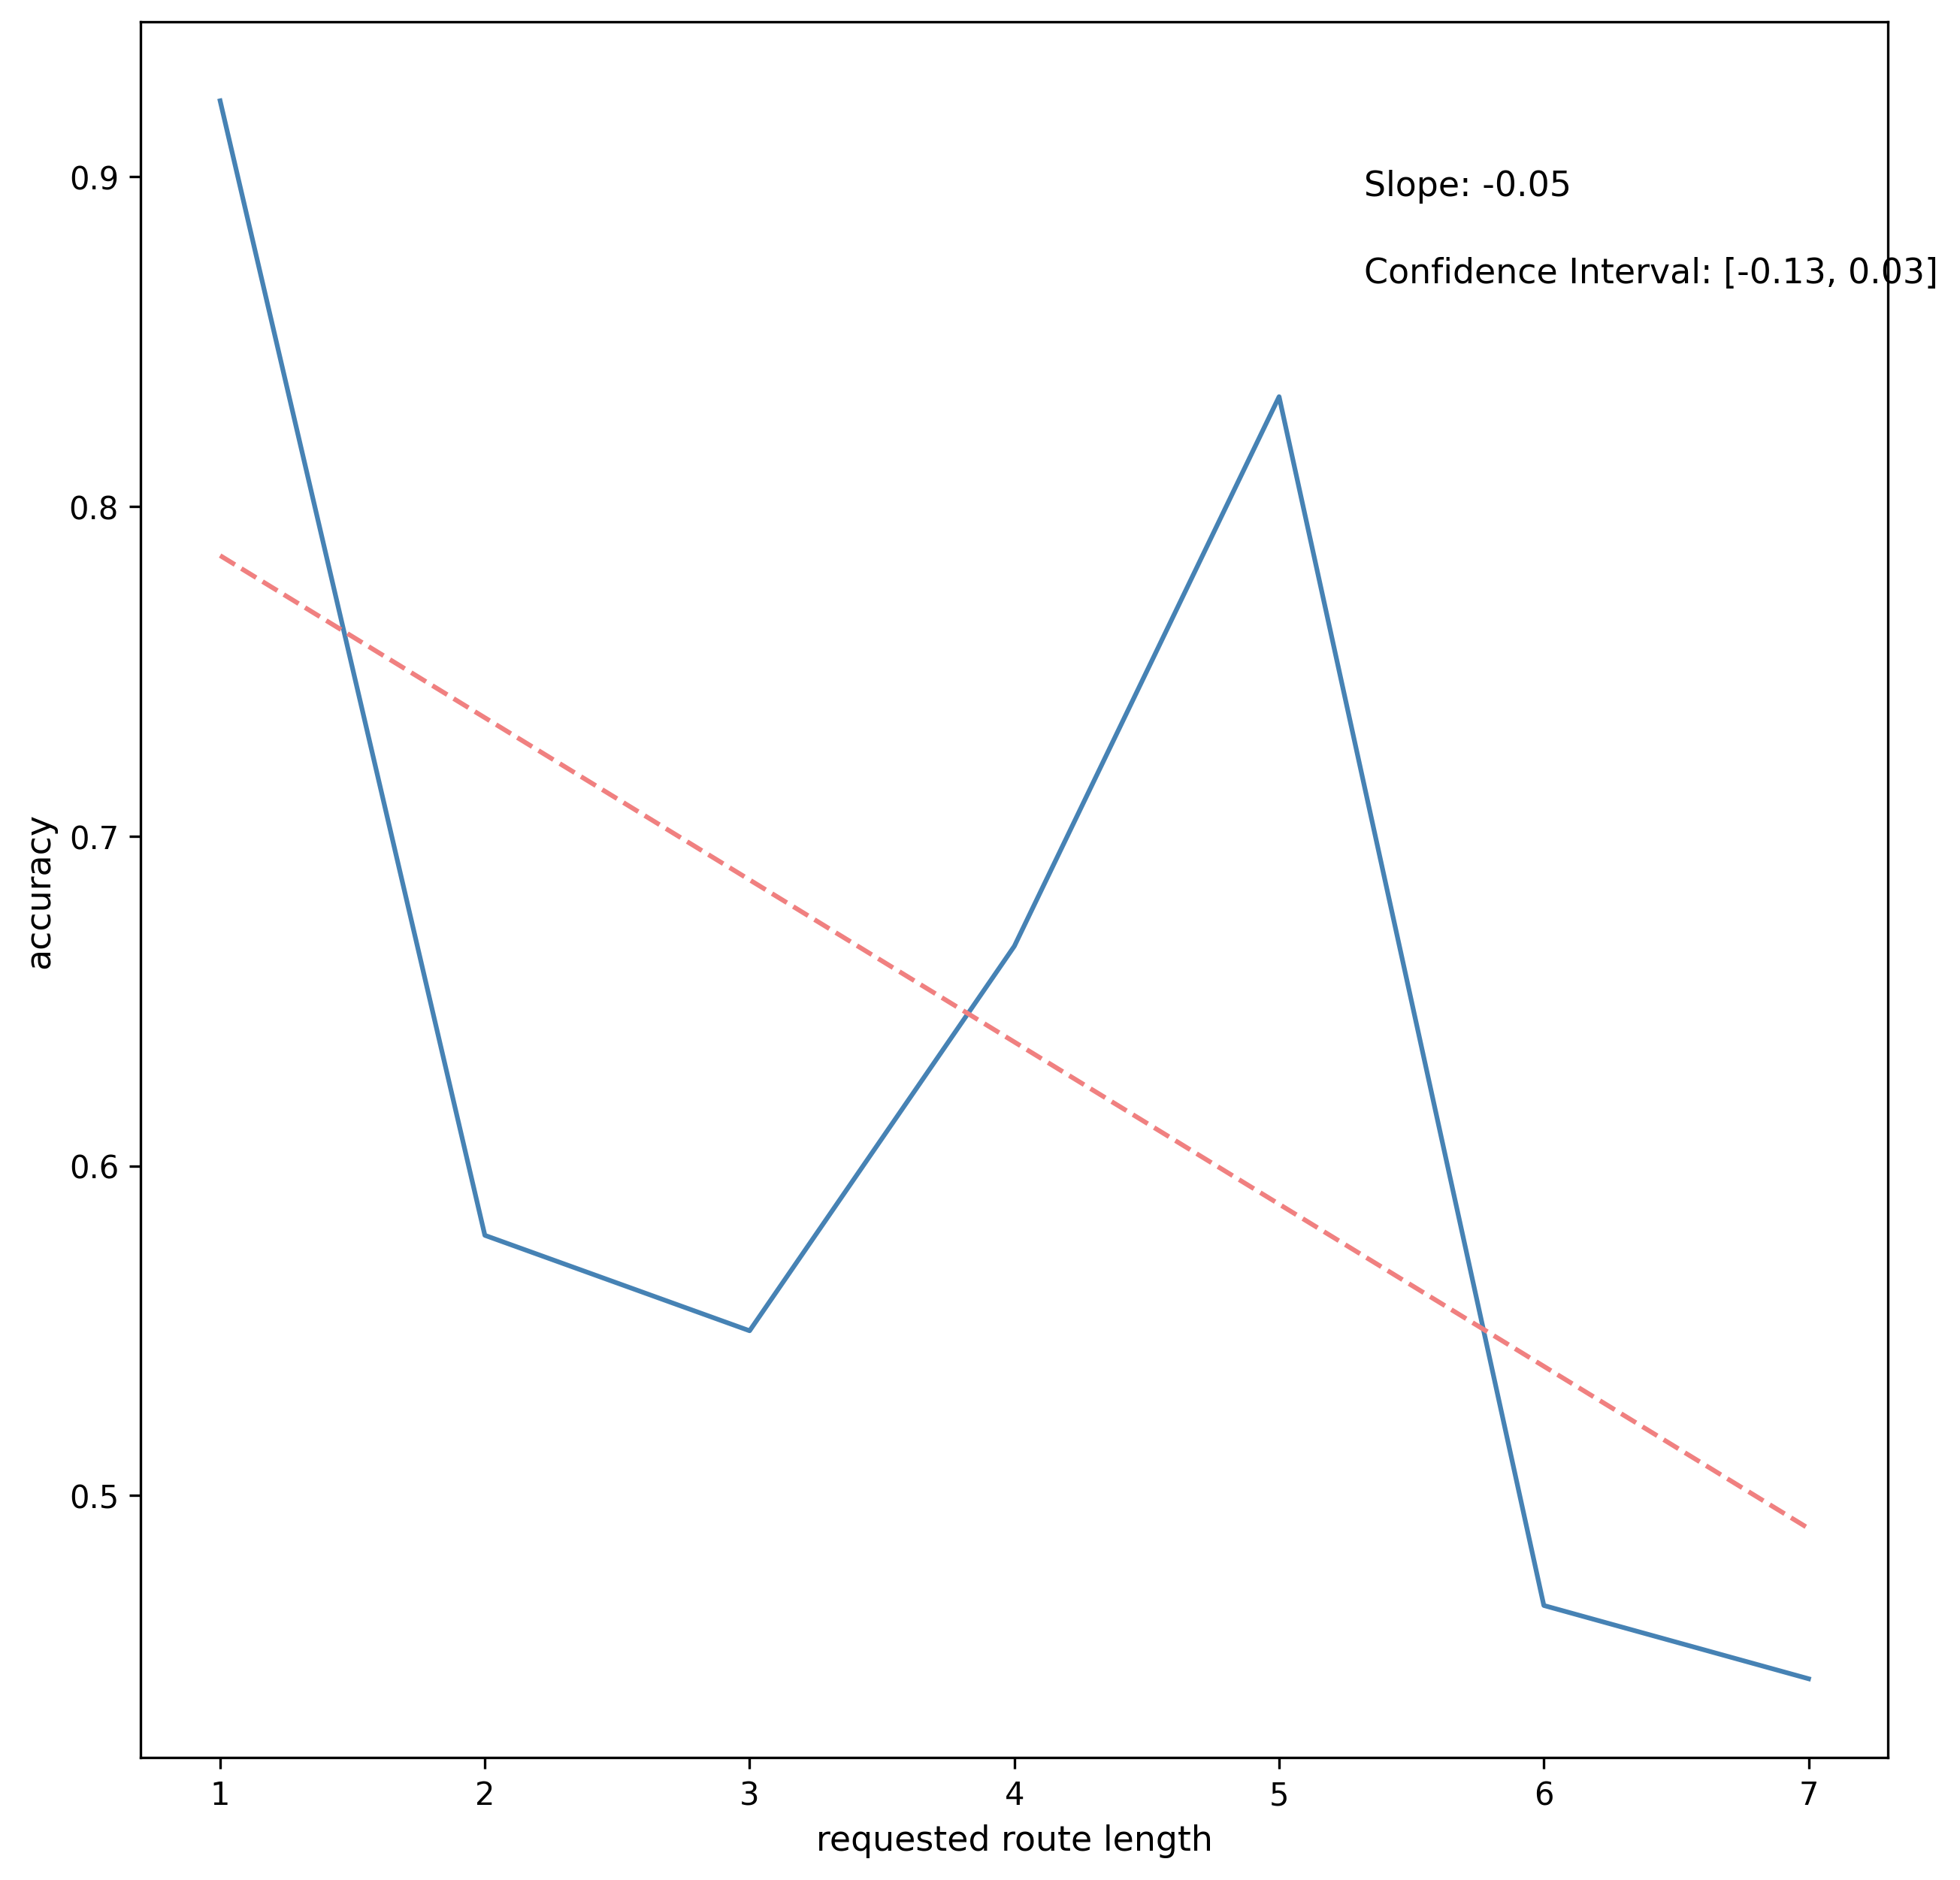 Slope: -0.05
Confidence Interval: [-0.13, 0.03]
0.9
0.8
0.7
0.6
0.5
accuracy
1 2 3 4 5 6 7
requested route length